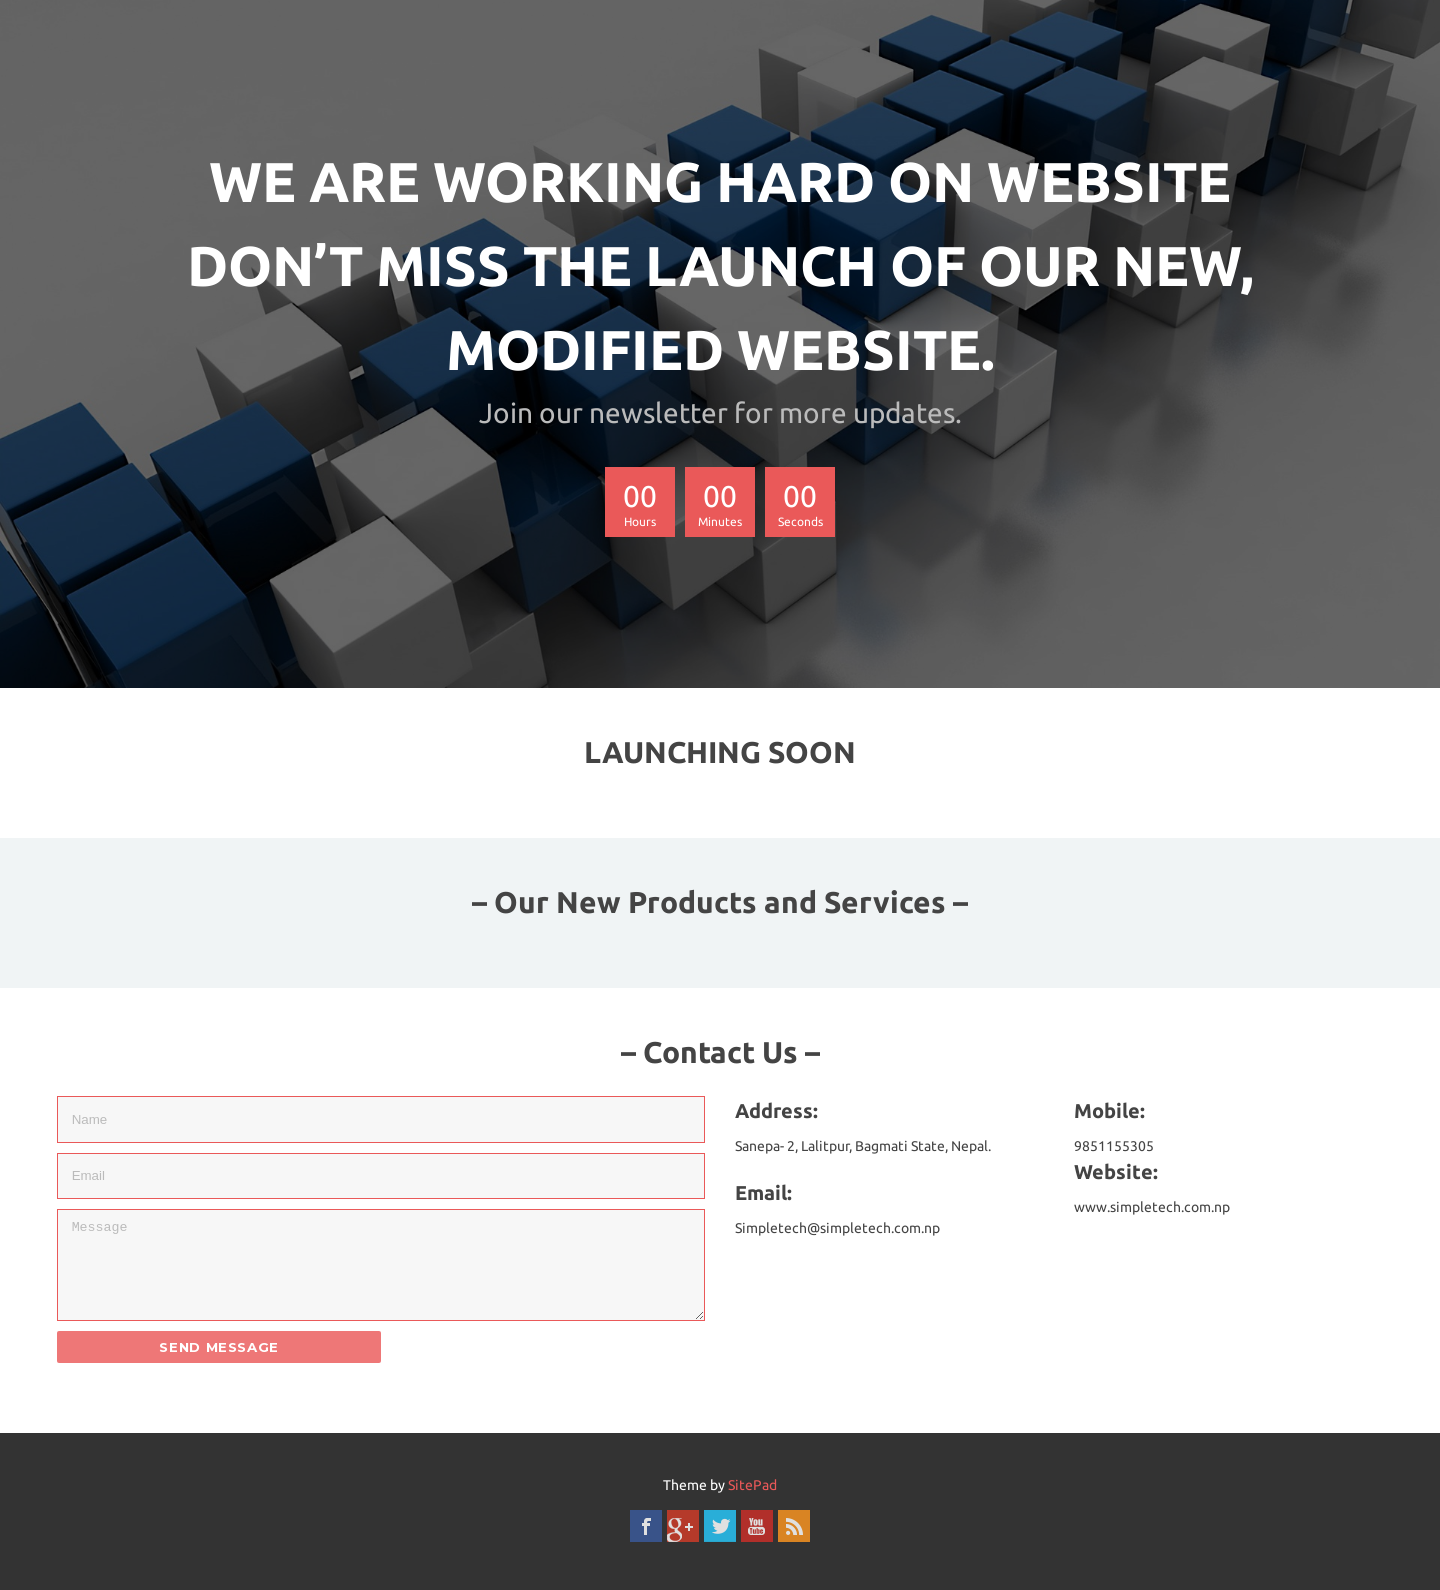 WE ARE WORKING HARD ON WEBSITE
DON’T MISS THE LAUNCH OF OUR NEW,
MODIFIED WEBSITE.
Join our newsletter for more updates.
00 00 00
Hours Minutes Seconds
LAUNCHING SOON
– Our New Products and Services –
– Contact Us –
Name
Email
Message
SEND MESSAGE
Address:
Sanepa- 2, Lalitpur, Bagmati State, Nepal.
Email:
Simpletech@simpletech.com.np
Mobile:
9851155305
Website:
www.simpletech.com.np
Theme by SitePad
f g+ You Tube